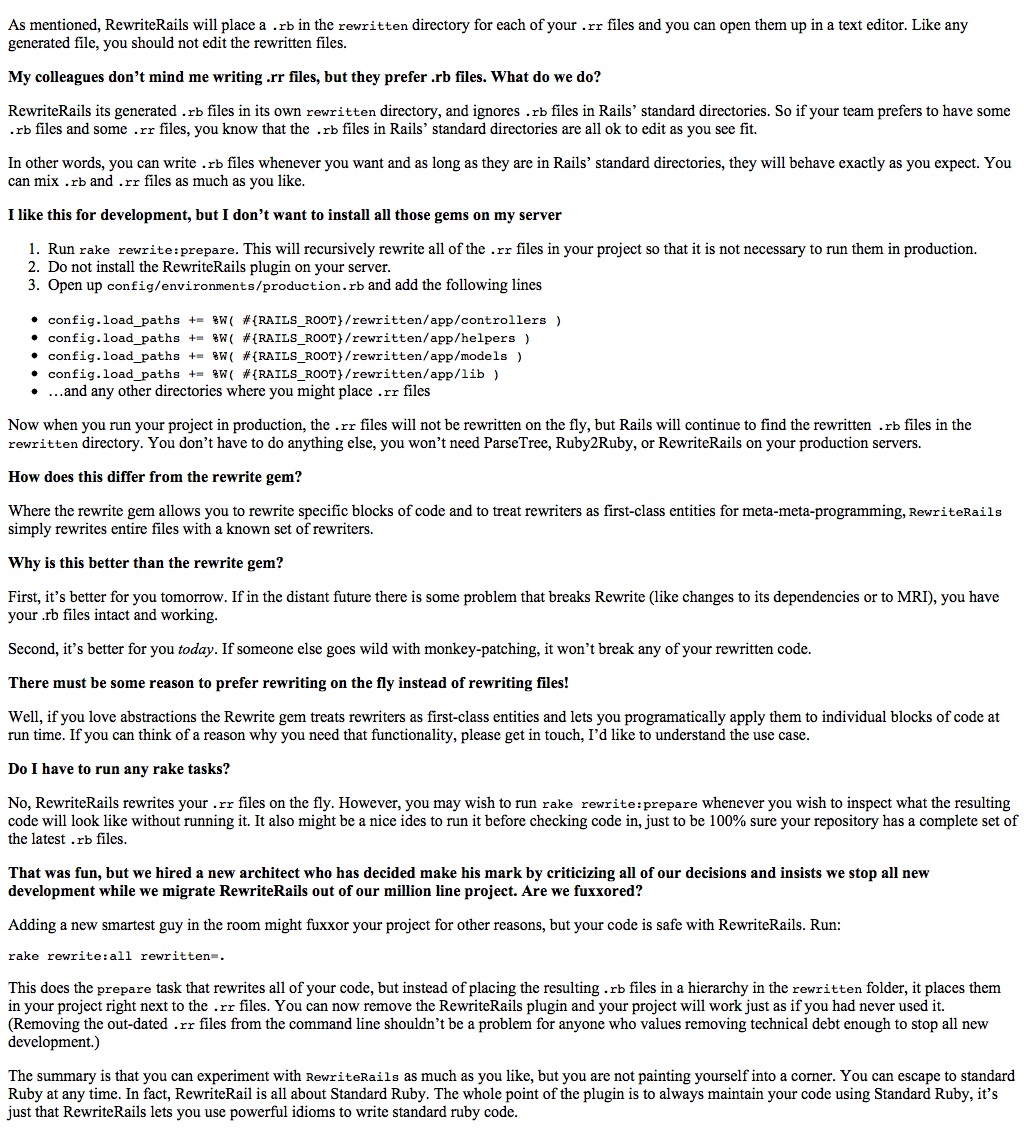 As mentioned, RewriteRails will place a .rb in the rewritten directory for each of your .rr files and you can open them up in a text editor. Like any
generated file, you should not edit the rewritten files.
My colleagues don’t mind me writing .rr files, but they prefer .rb files. What do we do?
RewriteRails its generated .rb files in its own rewritten directory, and ignores .rb files in Rails’ standard directories. So if your team prefers to have some
.rb files and some .rr files, you know that the .rb files in Rails’ standard directories are all ok to edit as you see fit.
In other words, you can write .rb files whenever you want and as long as they are in Rails’ standard directories, they will behave exactly as you expect. You
can mix .rb and .rr files as much as you like.
I like this for development, but I don’t want to install all those gems on my server
1. Run rake rewrite:prepare. This will recursively rewrite all of the .rr files in your project so that it is not necessary to run them in production.
2. Do not install the RewriteRails plugin on your server.
3. Open up config/environments/production.rb and add the following lines
• config.load_paths += %W( #{RAILS_ROOT}/rewritten/app/controllers )
• config.load_paths += %W( #{RAILS_ROOT}/rewritten/app/helpers )
• config.load_paths += %W( #{RAILS_ROOT}/rewritten/app/models )
• config.load_paths += %W( #{RAILS_ROOT}/rewritten/app/lib )
• …and any other directories where you might place .rr files
Now when you run your project in production, the .rr files will not be rewritten on the fly, but Rails will continue to find the rewritten .rb files in the
rewritten directory. You don’t have to do anything else, you won’t need ParseTree, Ruby2Ruby, or RewriteRails on your production servers.
How does this differ from the rewrite gem?
Where the rewrite gem allows you to rewrite specific blocks of code and to treat rewriters as first-class entities for meta-meta-programming, RewriteRails
simply rewrites entire files with a known set of rewriters.
Why is this better than the rewrite gem?
First, it’s better for you tomorrow. If in the distant future there is some problem that breaks Rewrite (like changes to its dependencies or to MRI), you have
your .rb files intact and working.
Second, it’s better for you today. If someone else goes wild with monkey-patching, it won’t break any of your rewritten code.
There must be some reason to prefer rewriting on the fly instead of rewriting files!
Well, if you love abstractions the Rewrite gem treats rewriters as first-class entities and lets you programatically apply them to individual blocks of code at
run time. If you can think of a reason why you need that functionality, please get in touch, I’d like to understand the use case.
Do I have to run any rake tasks?
No, RewriteRails rewrites your .rr files on the fly. However, you may wish to run rake rewrite:prepare whenever you wish to inspect what the resulting
code will look like without running it. It also might be a nice ides to run it before checking code in, just to be 100% sure your repository has a complete set of
the latest .rb files.
That was fun, but we hired a new architect who has decided make his mark by criticizing all of our decisions and insists we stop all new
development while we migrate RewriteRails out of our million line project. Are we fuxxored?
Adding a new smartest guy in the room might fuxxor your project for other reasons, but your code is safe with RewriteRails. Run:
rake rewrite:all rewritten=.
This does the prepare task that rewrites all of your code, but instead of placing the resulting .rb files in a hierarchy in the rewritten folder, it places them
in your project right next to the .rr files. You can now remove the RewriteRails plugin and your project will work just as if you had never used it.
(Removing the out-dated .rr files from the command line shouldn’t be a problem for anyone who values removing technical debt enough to stop all new
development.)
The summary is that you can experiment with RewriteRails as much as you like, but you are not painting yourself into a corner. You can escape to standard
Ruby at any time. In fact, RewriteRail is all about Standard Ruby. The whole point of the plugin is to always maintain your code using Standard Ruby, it’s
just that RewriteRails lets you use powerful idioms to write standard ruby code.